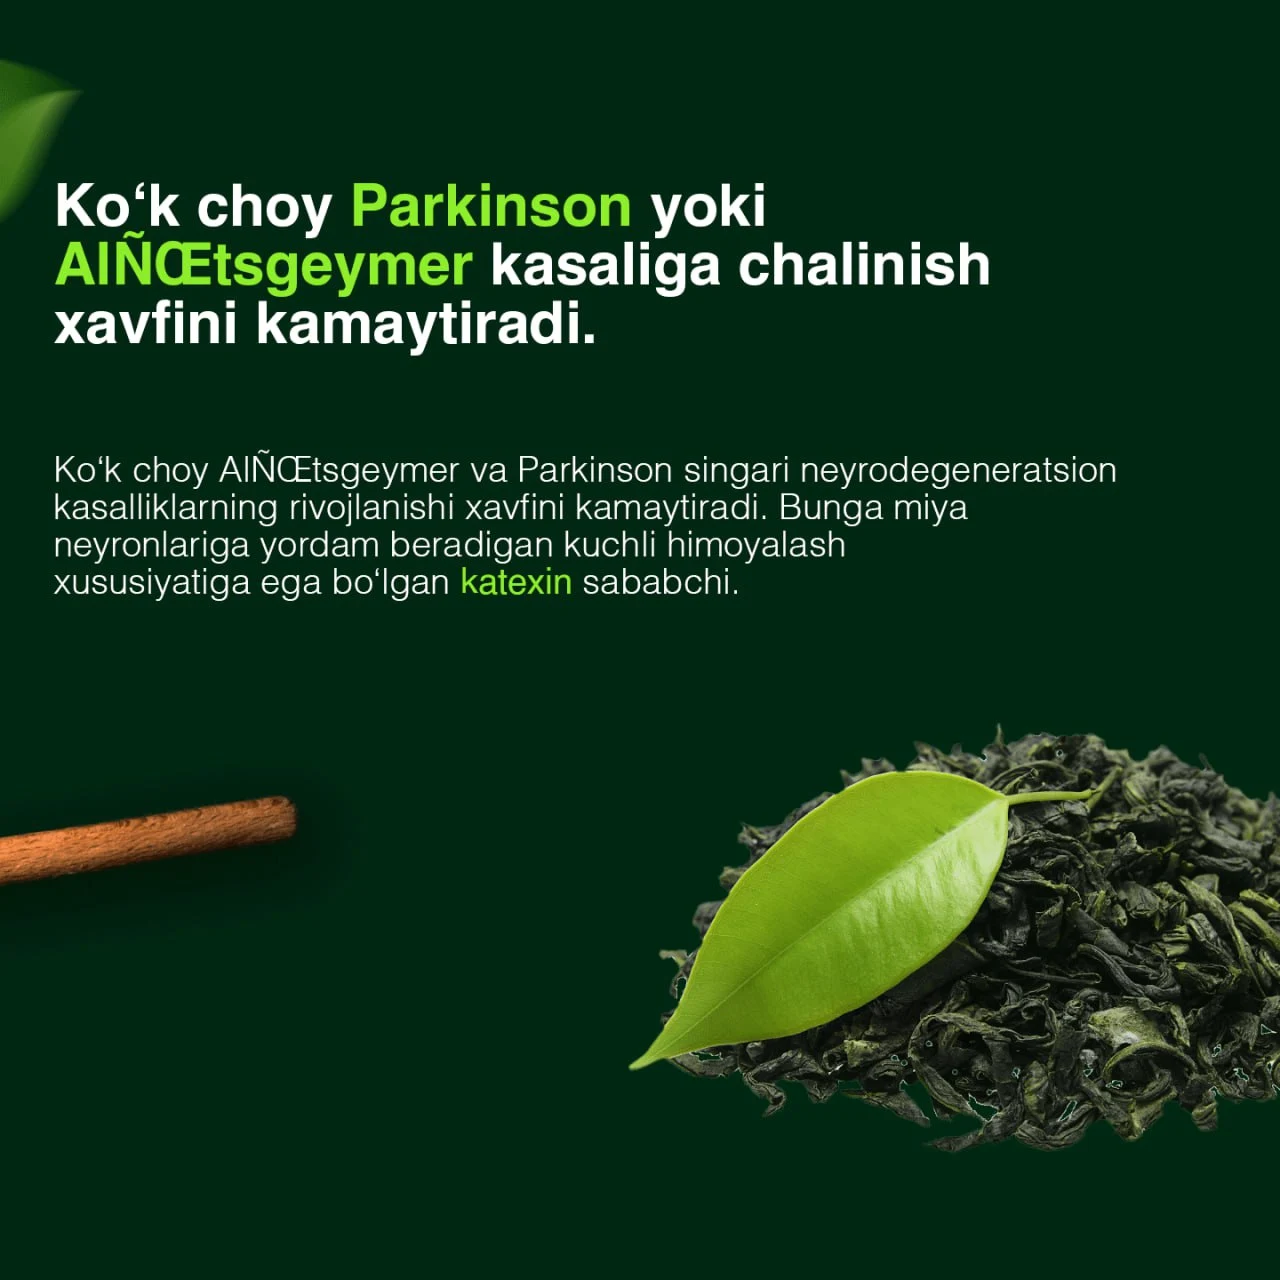 Ko‘k choy Parkinson yoki
AlÑŒtsgeymer kasaliga chalinish
xavfini kamaytiradi.
Ko‘k choy AlÑŒtsgeymer va Parkinson singari neyrodegeneratsion
kasalliklarning rivojlanishi xavfini kamaytiradi. Bunga miya
neyronlariga yordam beradigan kuchli himoyalash
xususiyatiga ega bo‘lgan katexin sababchi.